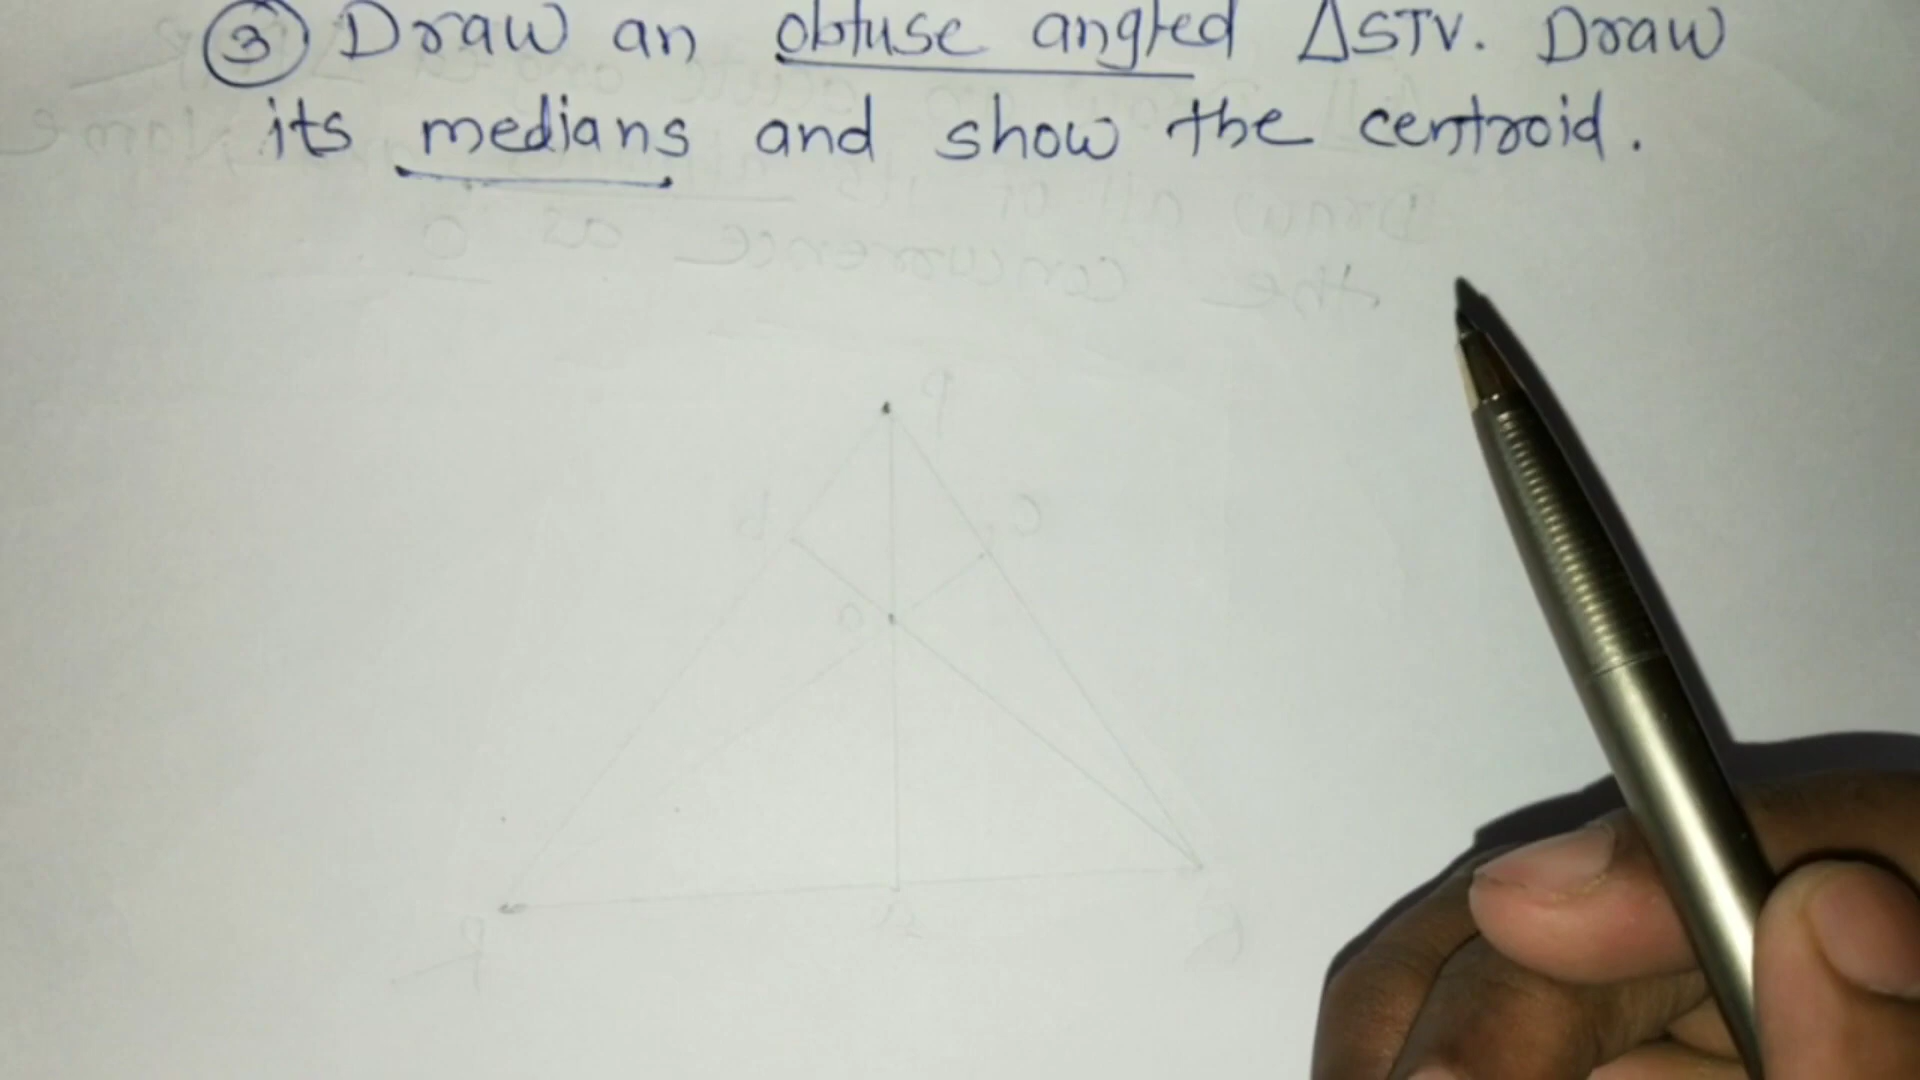 ③ Draw an obtuse angled ΔSTV. Draw
its medians and show the centroid.